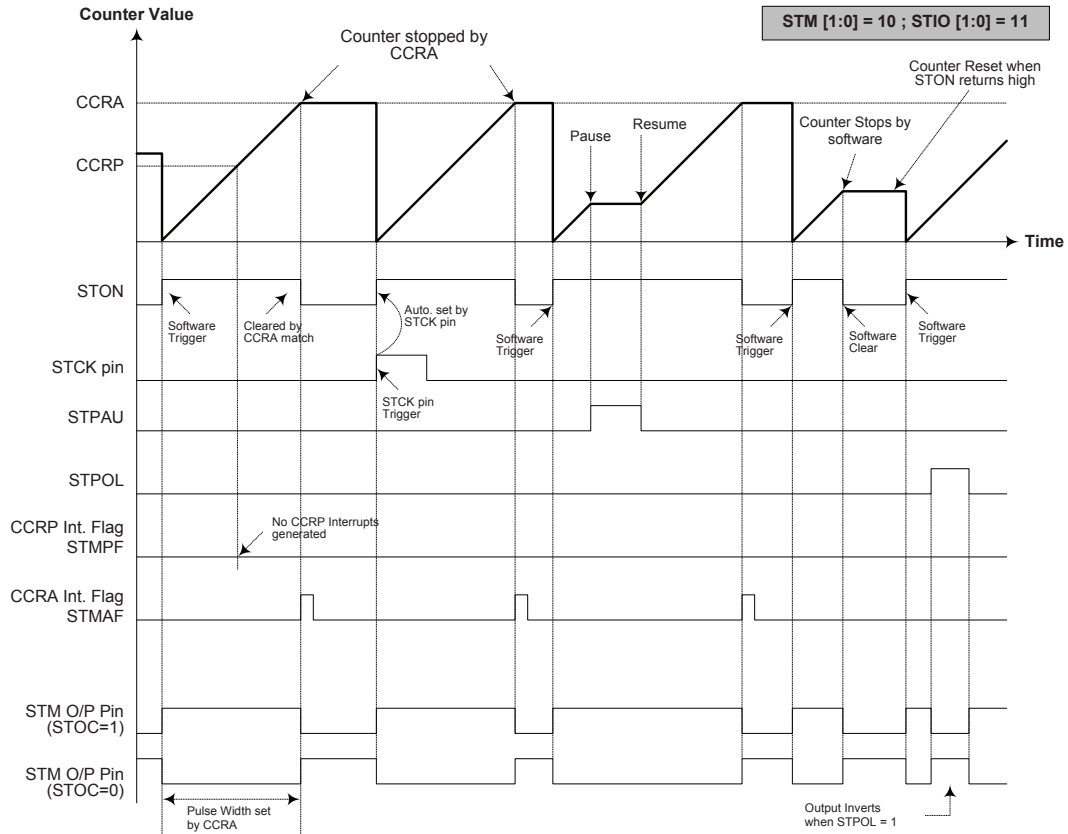 Counter Value
STM [1:0] = 10 ; STIO [1:0] = 11
Counter stopped by
CCRA
Counter Reset when
STON returns high
CCRA
Pause
Resume
Counter Stops by
software
CCRP
Time
STON
Software
Trigger
Cleared by
CCRA match
Auto. set by
STCK pin
Software
Trigger
Software
Trigger
Software
Clear
Software
Trigger
STCK pin
STCK pin
Trigger
STPAU
STPOL
CCRP Int. Flag
STMPF
No CCRP Interrupts
generated
CCRA Int. Flag
STMAF
STM O/P Pin
(STOC=1)
STM O/P Pin
(STOC=0)
Pulse Width set
by CCRA
Output Inverts
when STPOL = 1